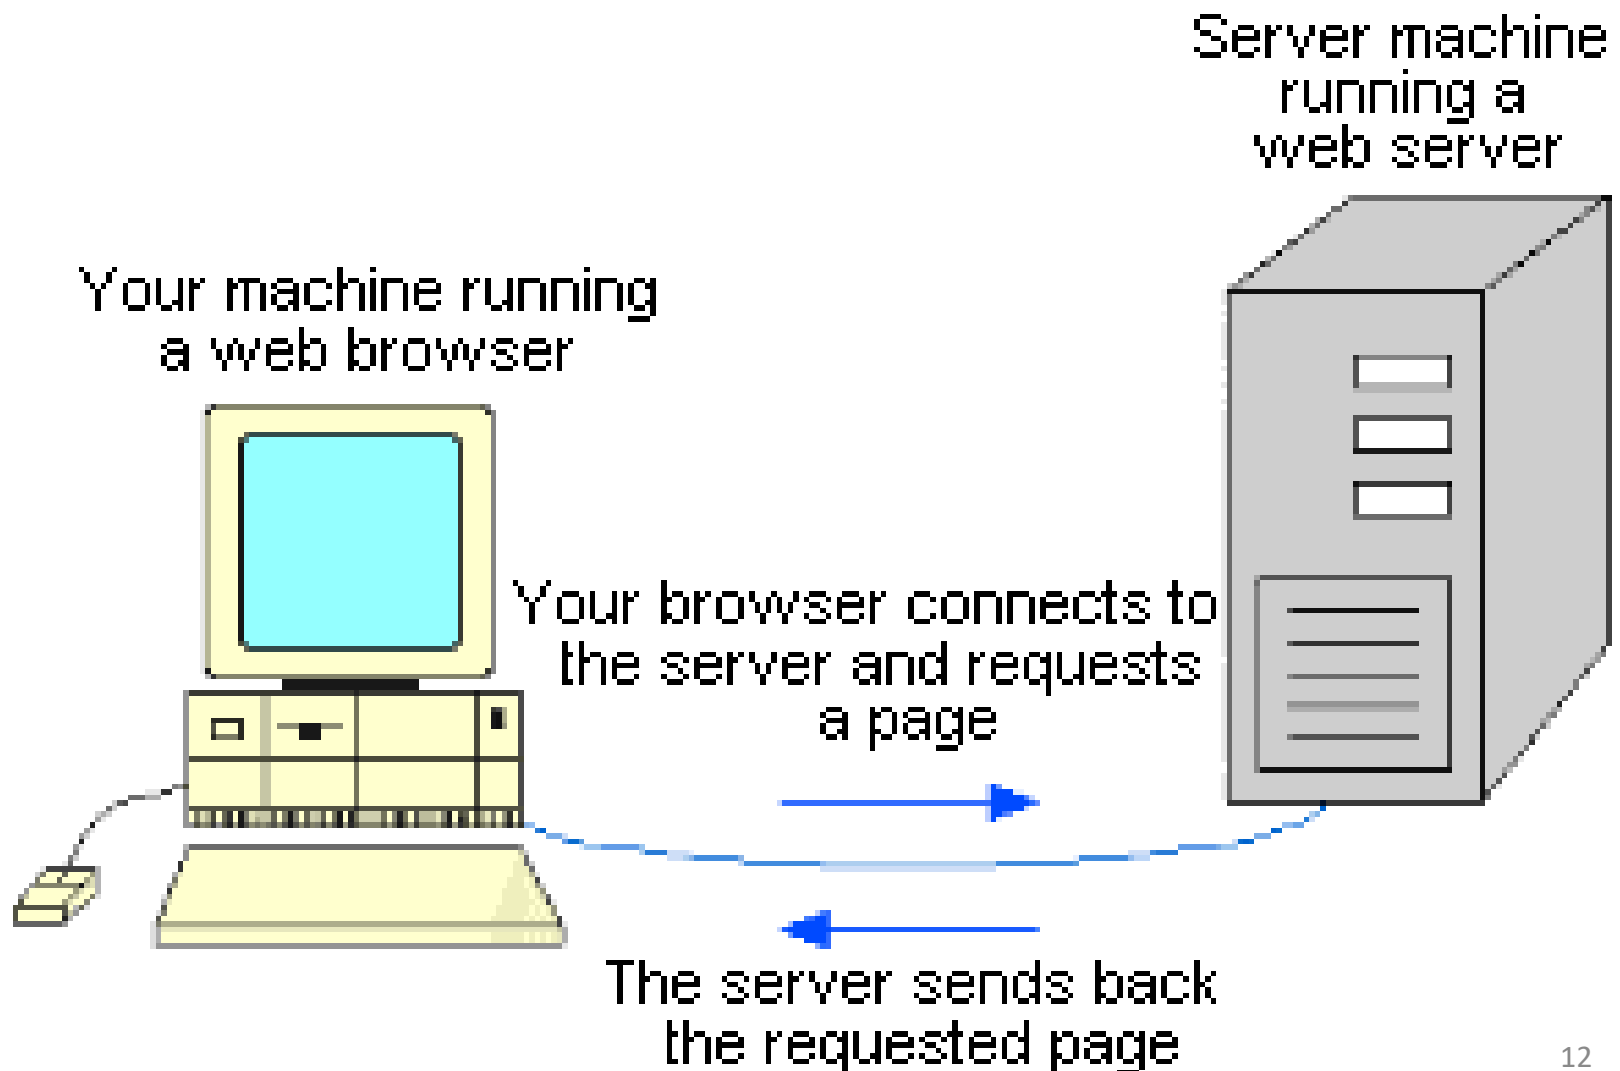 Server machine
running a
web server
Your machine running
a web browser
Your browser connects to
the server and requests
a page
The server sends back
the requested page
12